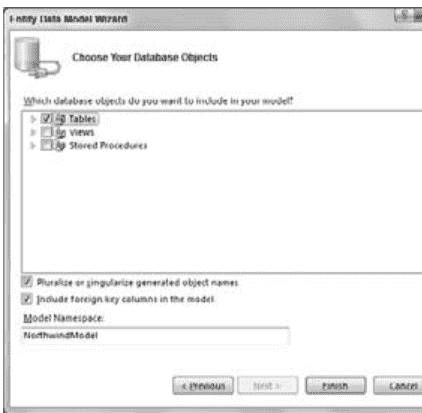 Entity Data Model Wizard
Choose Your Database Objects
Which database objects do you want to include in your model?
Tables
Views
Stored Procedures
Pluralize or singularize generated object names
Include foreign key columns in the model
Model Namespace:
NorthwindModel
< Previous
Next >
Finish
Cancel